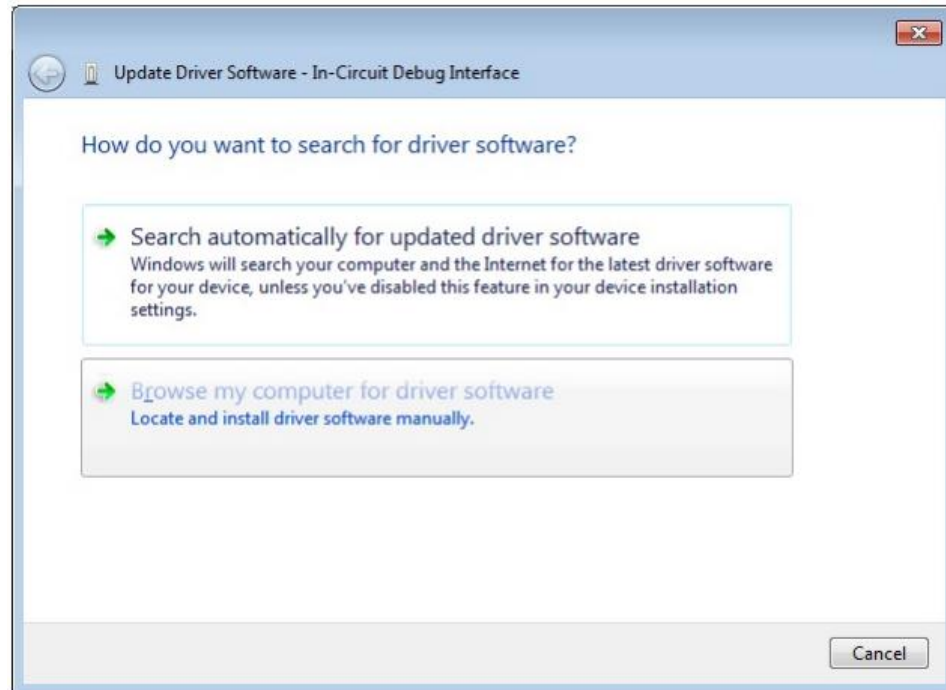 Update Driver Software - In-Circuit Debug Interface
How do you want to search for driver software?
Search automatically for updated driver software
Windows will search your computer and the Internet for the latest driver software
for your device, unless you've disabled this feature in your device installation
settings.
Browse my computer for driver software
Locate and install driver software manually.
Cancel